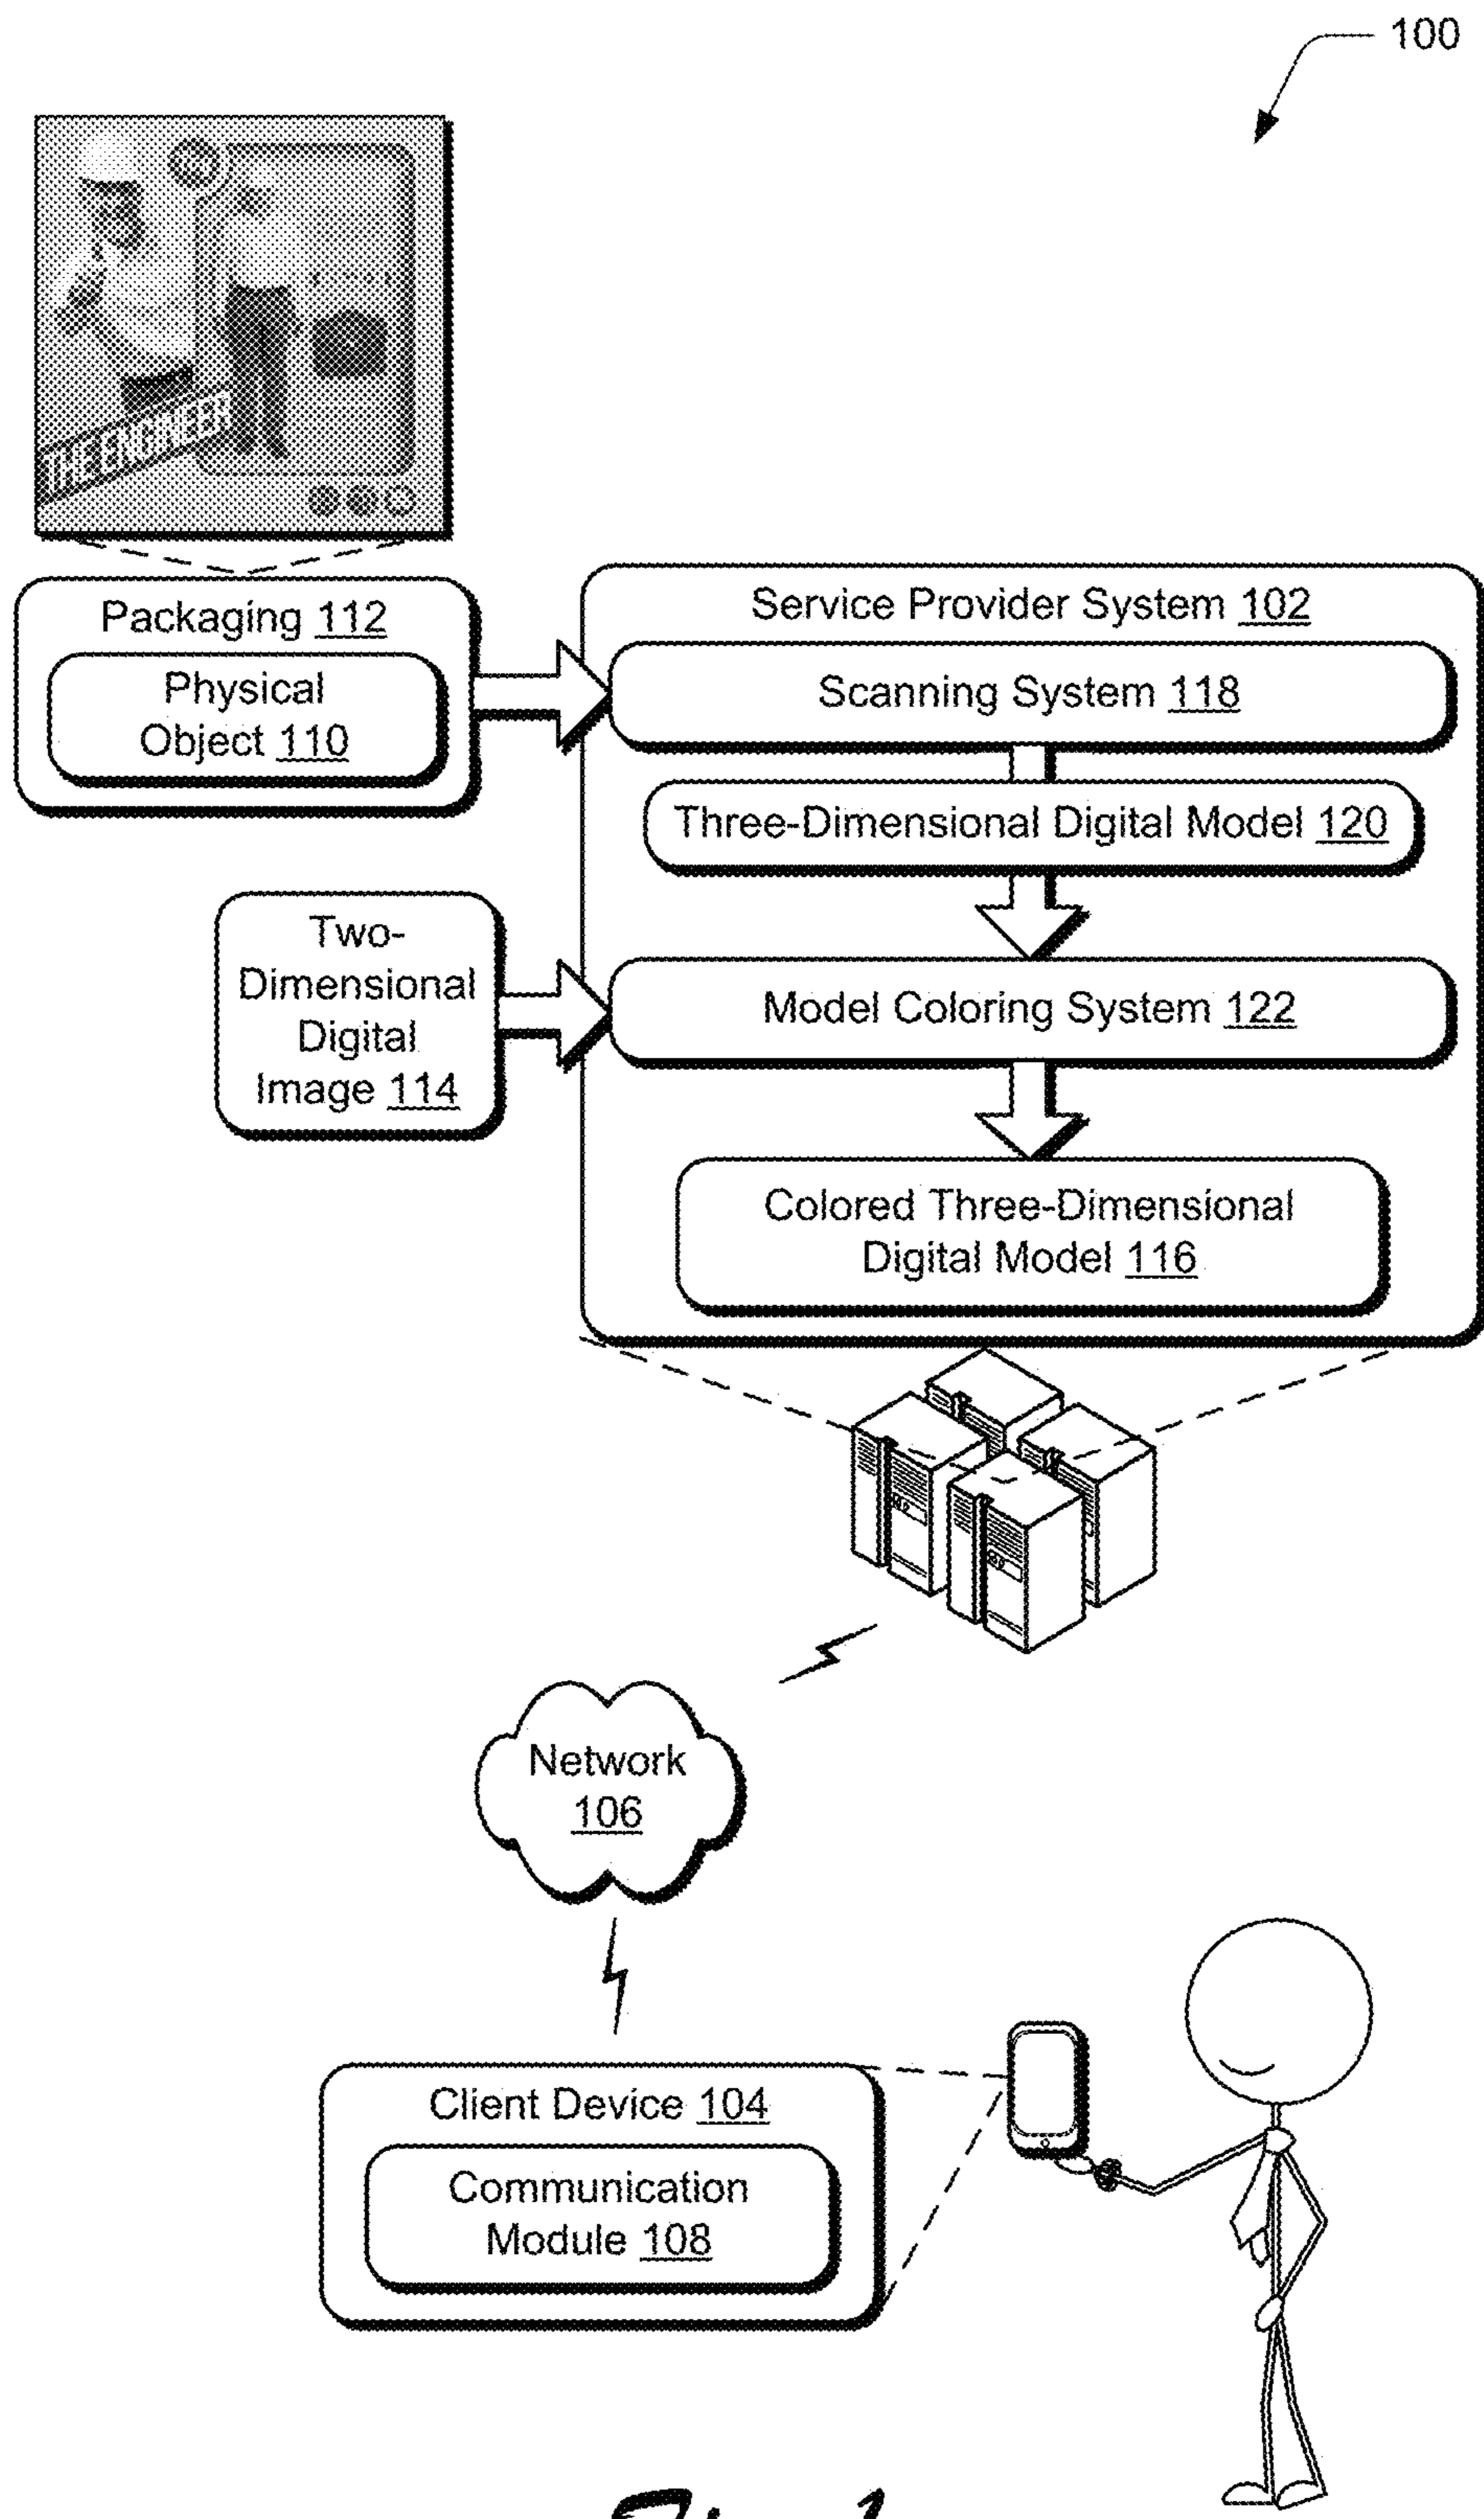 100
THE ENGINEER
Packaging 112
Physical
Object 110
Service Provider System 102
Scanning System 118
Three-Dimensional Digital Model 120
Two-
Dimensional
Digital
Image 114
Model Coloring System 122
Colored Three-Dimensional
Digital Model 116
Network
106
Client Device 104
Communication
Module 108